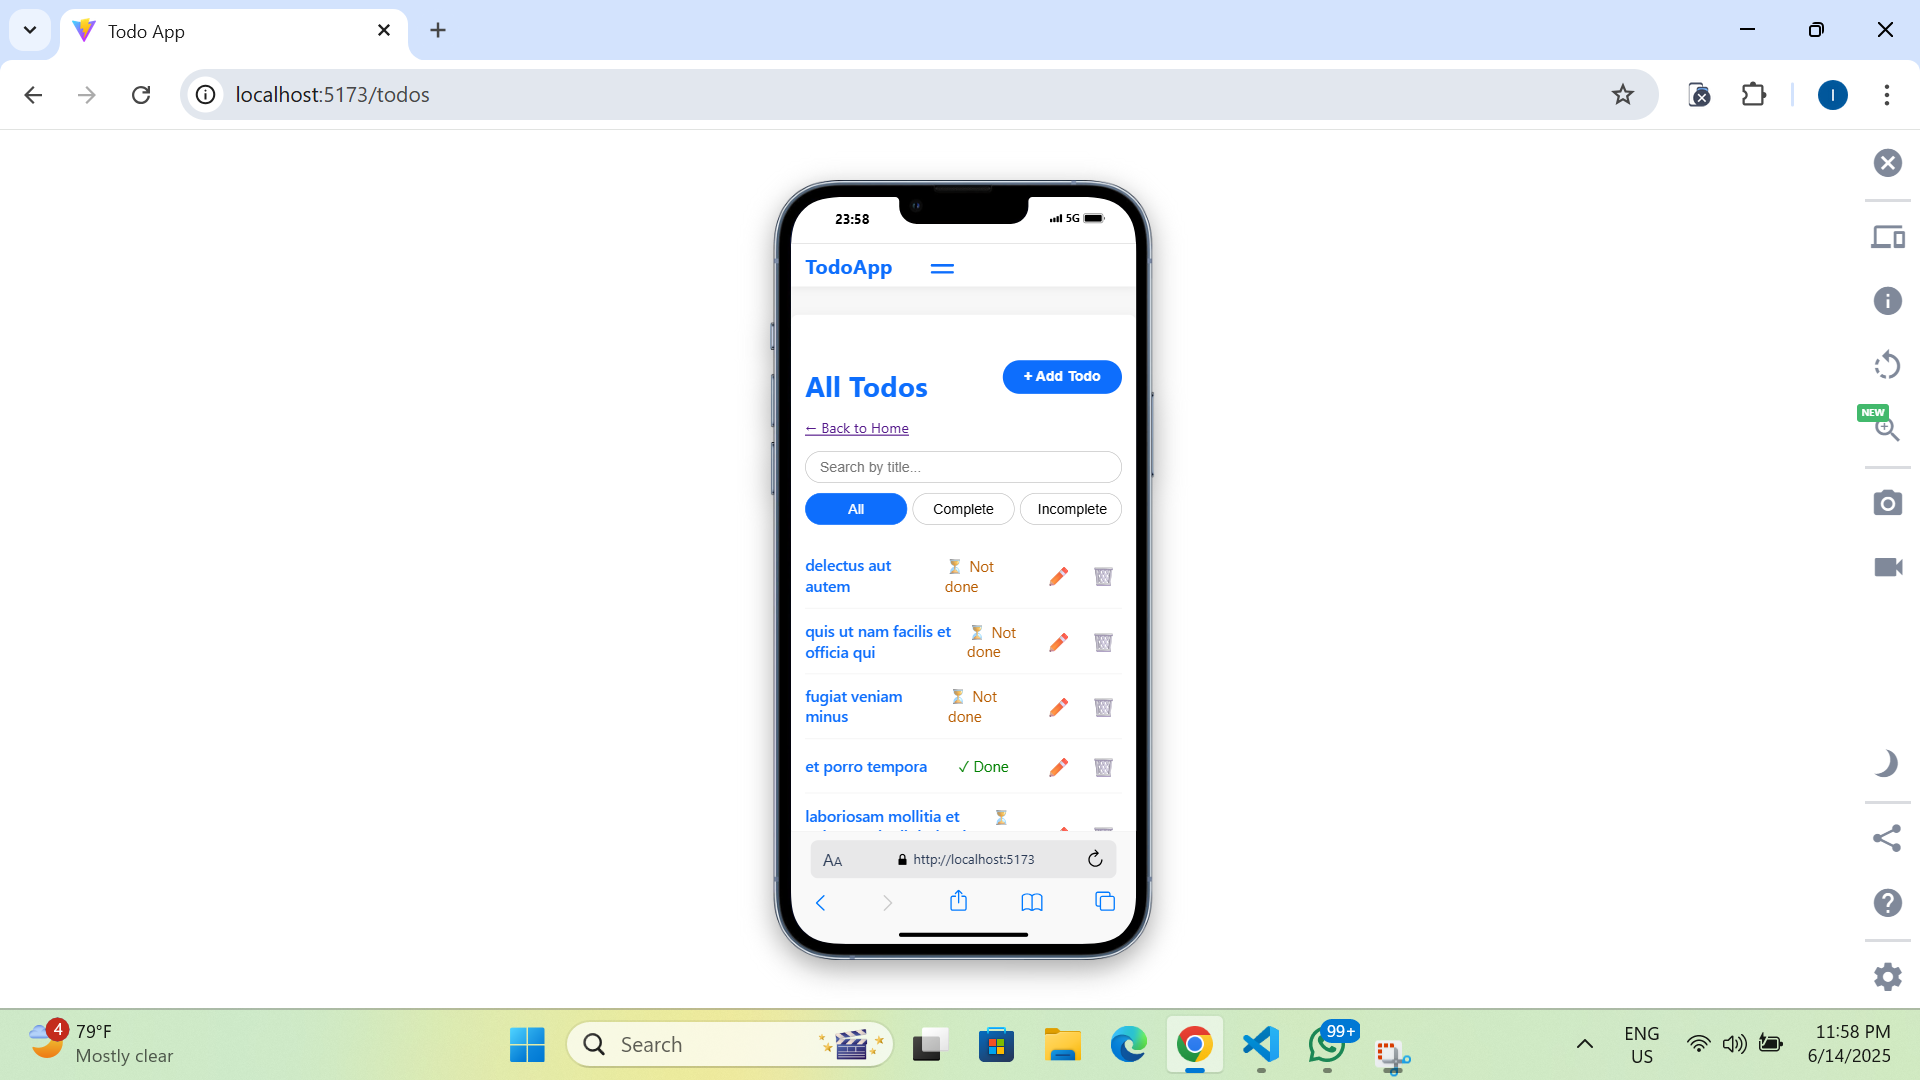 Todo App
localhost:5173/todos
I
23:58
5G
TodoApp
All Todos
+ Add Todo
← Back to Home
Search by title...
All
Complete
Incomplete
delectus aut
autem
⏳ Not
done
quis ut nam facilis et
officia qui
⏳ Not
done
fugiat veniam
minus
⏳ Not
done
et porro tempora
✓ Done
laboriosam mollitia et
⏳
AA
http://localhost:5173
NEW
4
79°F
Mostly clear
Search
99+
ENG
US
11:58 PM
6/14/2025